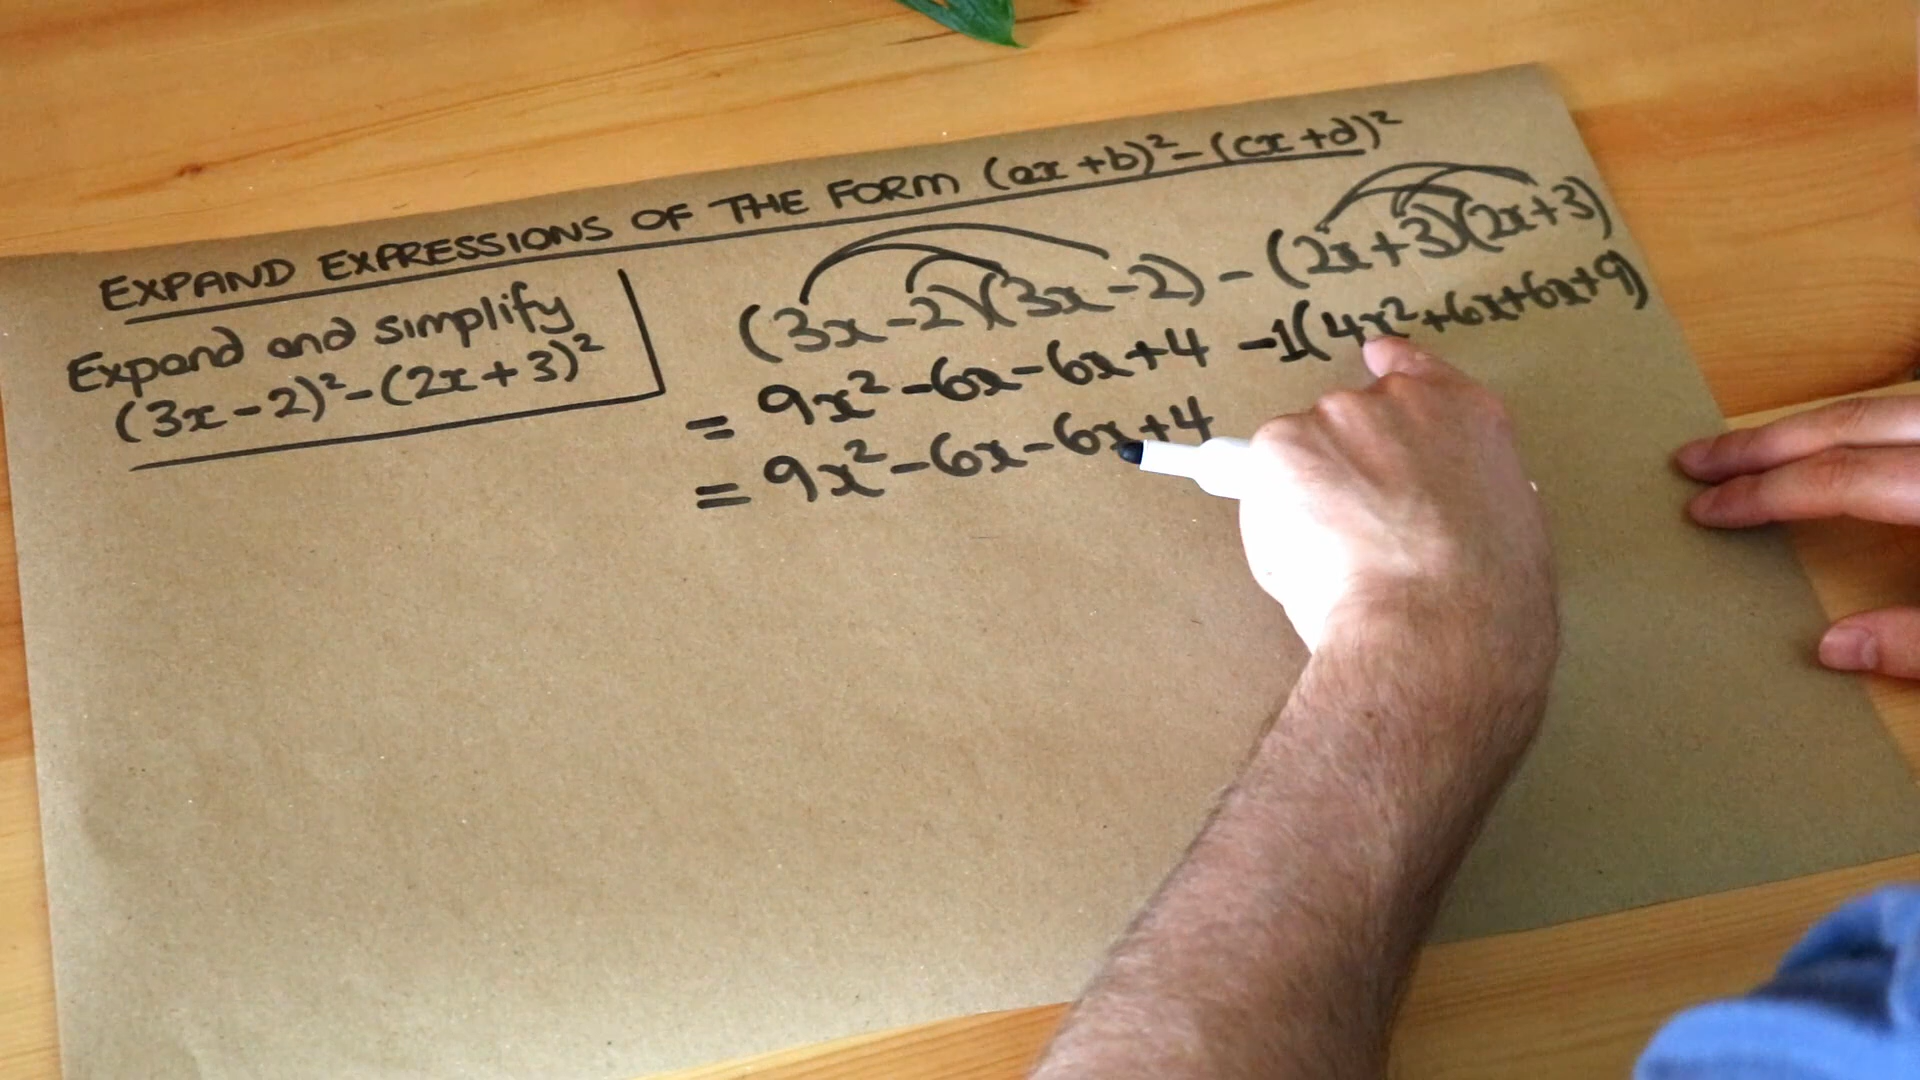 EXPAND EXPRESSIONS OF THE FORM (ax+b)²-(cx+d)²
Expand and simplify
(3x-2)²-(2x+3)²
(3x-2)(3x-2)-(2x+3)(2x+3)
= 9x²-6x-6x+4 -1(4x²+6x+6x+9)
= 9x²-6x-6x+4